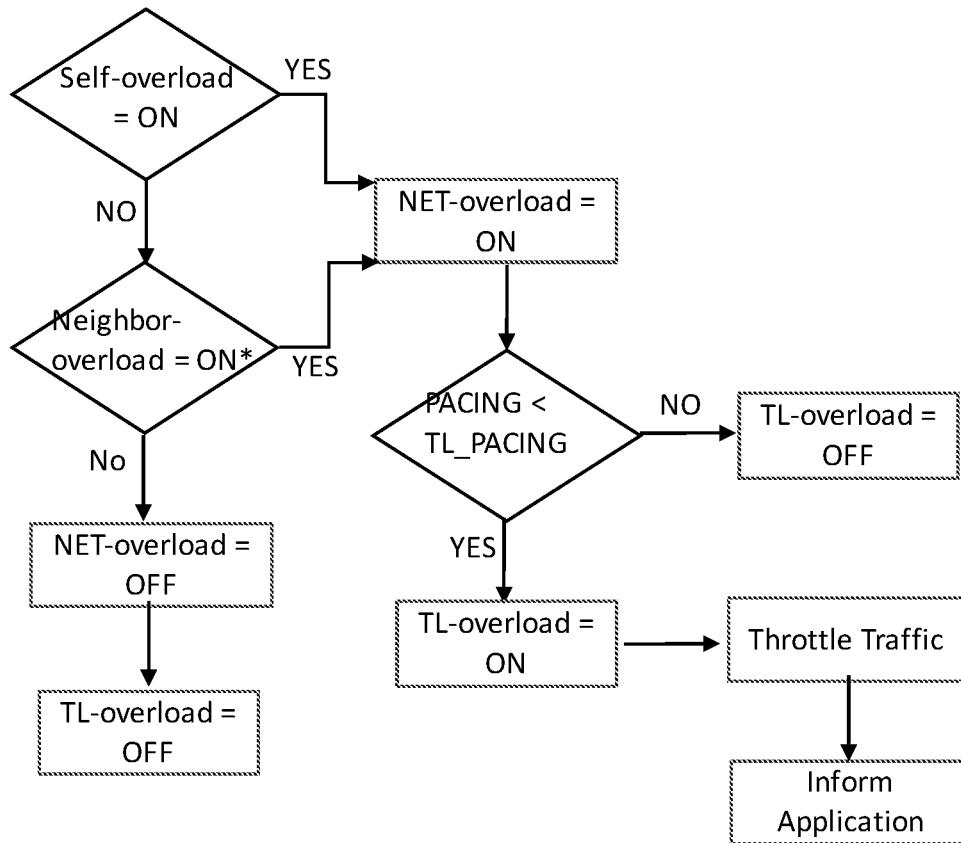 Self-overload
= ON
YES
NO
NET-overload =
ON
Neighbor-
overload = ON*
YES
No
PACING <
TL_PACING
NO
TL-overload =
OFF
YES
NET-overload =
OFF
TL-overload =
ON
Throttle Traffic
TL-overload =
OFF
Inform
Application